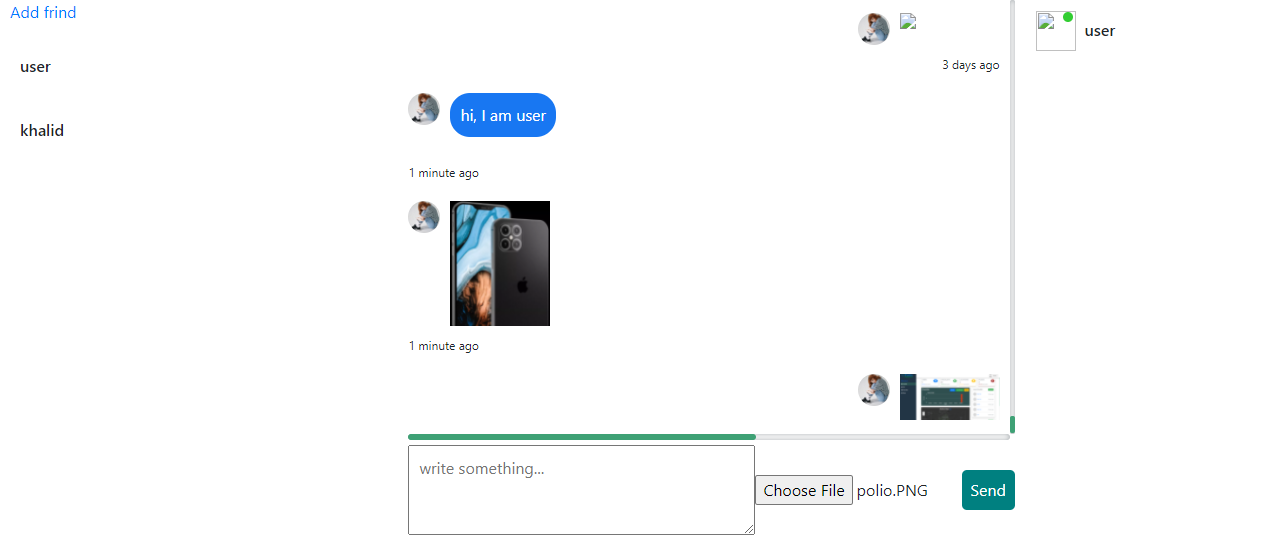 Add frind
user
khalid
3 days ago
hi, I am user
1 minute ago
1 minute ago
write something...
Choose File polio.PNG
Send
user